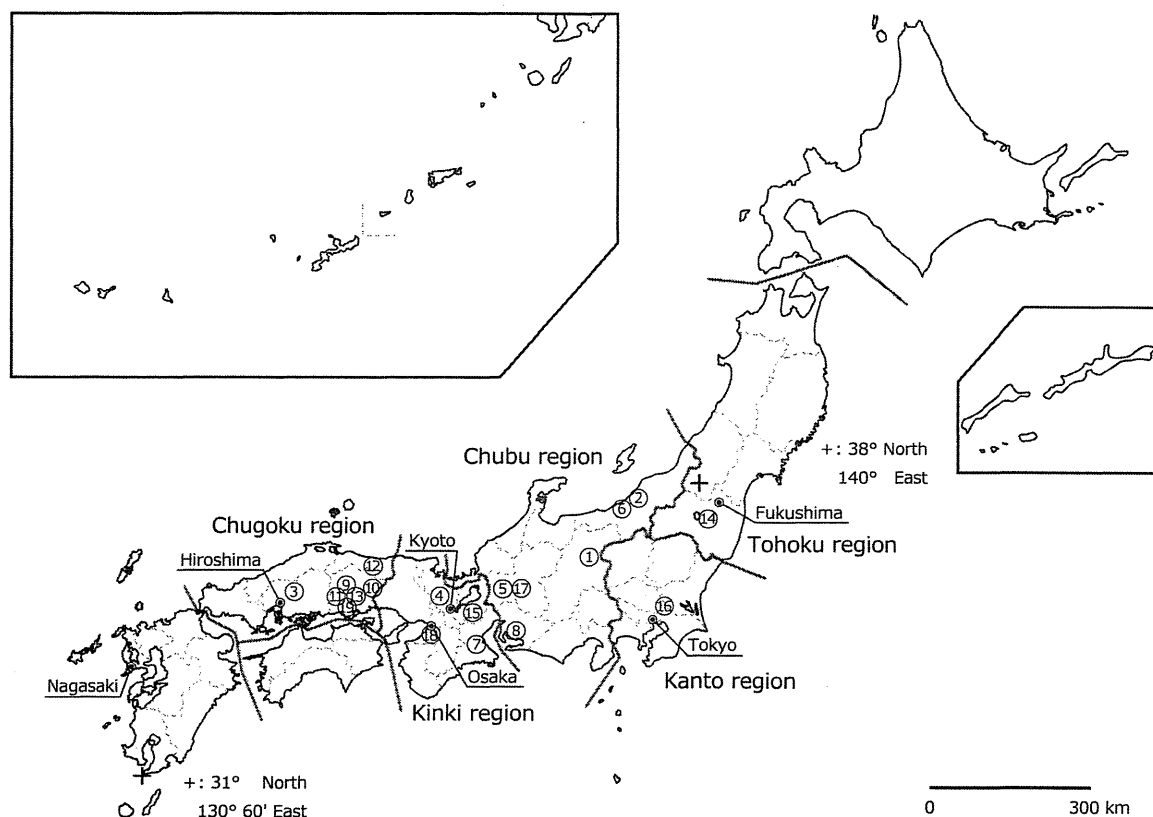 Chubu region
+: 38° North
140° East
②
⑥
Fukushima
⑭
Tohoku region
Chugoku region
Kyoto
Hiroshima
①
⑫
⑨
⑩
③
⑪
⑬
④
⑤
⑰
⑲
⑮
⑯
⑱
⑧
⑦
Tokyo
Nagasaki
Osaka
Kanto region
Kinki region
+: 31° North
130° 60' East
0
300 km